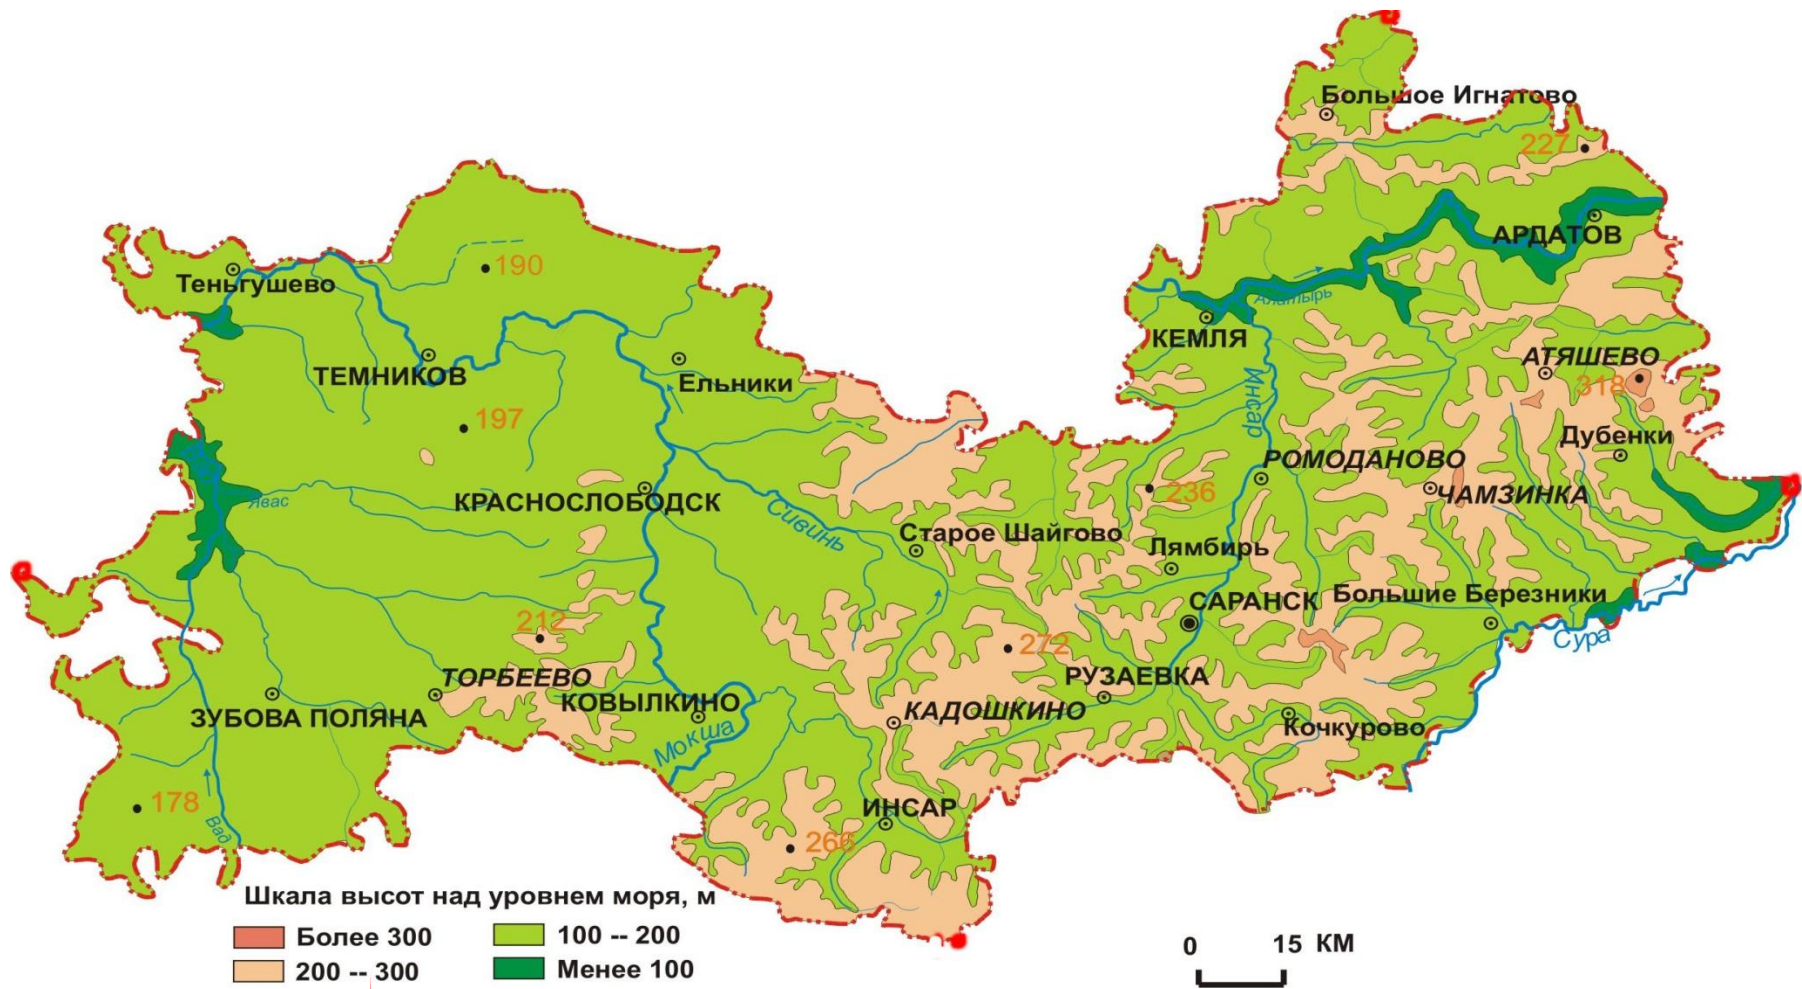 Большое Игнатово
227
АРДАТОВ
190
Теньгушево
Алатырь
КЕМЛЯ
АТЯШЕВО
ТЕМНИКОВ
Ельники
318
Инсар
197
Дубенки
РОМОДАНОВО
236
ЧАМЗИНКА
Явас
КРАСНОСЛОБОДСК
Сивинь
Старое Шайгово
Лямбирь
САРАНСК
Большие Березники
212
Сура
272
ТОРБЕЕВО
РУЗАЕВКА
КОВЫЛКИНО
ЗУБОВА ПОЛЯНА
КАДОШКИНО
Кочкурово
Мокша
178
ИНСАР
Вад
266
Шкала высот над уровнем моря, м
Более 300
100 -- 200
200 -- 300
Менее 100
0 15 КМ